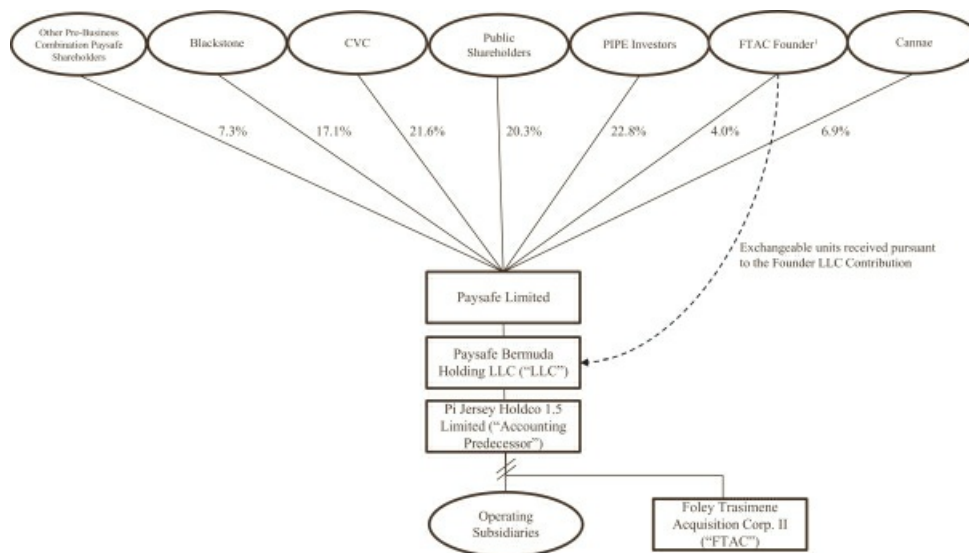 Other Pre-Business
Combination Paysafe
Shareholders
Blackstone
CVC
Public
Shareholders
PIPE Investors
FTAC Founder¹
Cannae
7.3%
17.1%
21.6%
20.3%
22.8%
4.0%
6.9%
Exchangeable units received pursuant
to the Founder LLC Contribution
Paysafe Limited
Paysafe Bermuda
Holding LLC (“LLC”)
Pi Jersey Holdco 1.5
Limited (“Accounting
Predecessor”)
Operating
Subsidiaries
Foley Trasimene
Acquisition Corp. II
(“FTAC”)